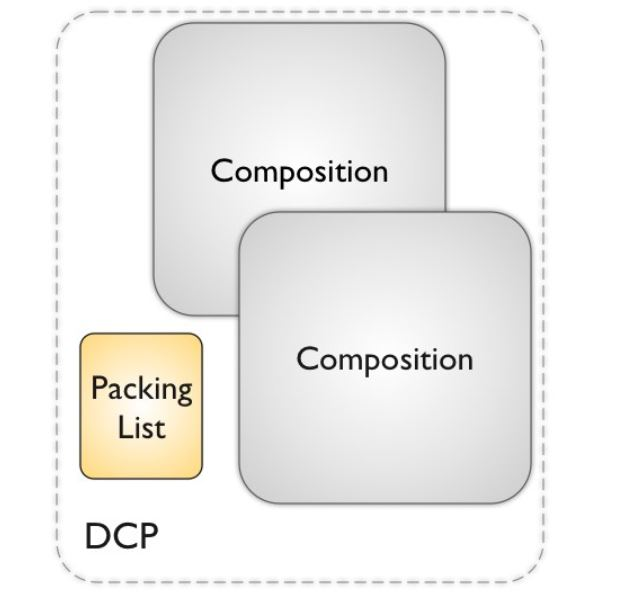 Composition
Composition
Packing
List
DCP